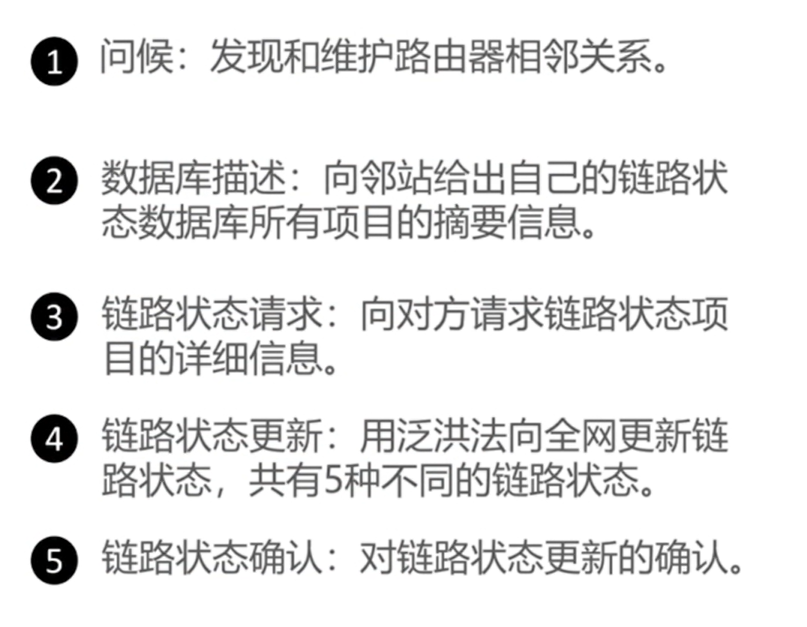 1 问候：发现和维护路由器相邻关系。
2 数据库描述：向邻站给出自己的链路状
态数据库所有项目的摘要信息。
3 链路状态请求：向对方请求链路状态项
目的详细信息。
4 链路状态更新：用泛洪法向全网更新链
路状态，共有5种不同的链路状态。
5 链路状态确认：对链路状态更新的确认。